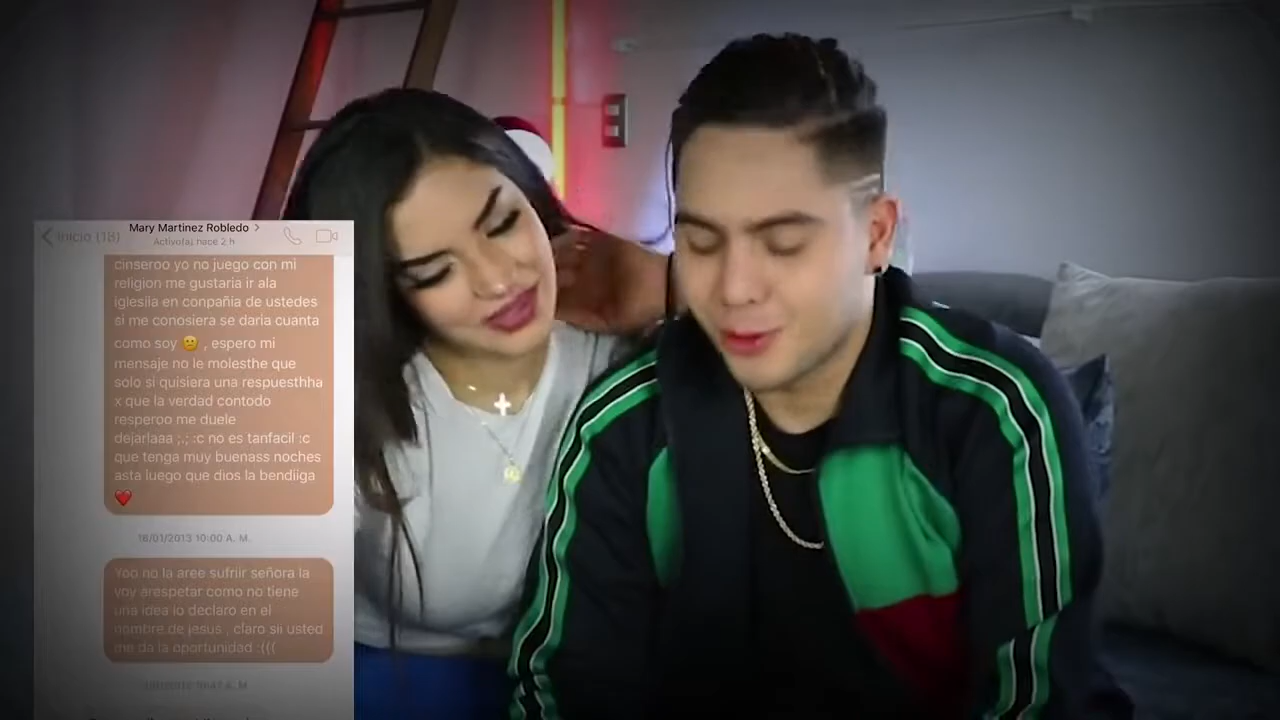 Inicio (18)
Mary Martinez Robledo
Activo(a) hace 2 h
cinseroo yo no juego con mi
religion me gustaria ir ala
iglesila en conpañia de ustedes
si me conosiera se daria cuanta
como soy 😕 , espero mi
mensaje no le molesthe que
solo si quisiera una respuesthha
x que la verdad contodo
resperoo me duele
dejarlaaa ;,; :c no es tanfacil :c
que tenga muy buenass noches
asta luego que dios la bendiiga
❤️
16/01/2013 10:00 A. M.
Yoo no la aree sufriir señora la
voy arespetar como no tiene
una idea lo declaro en el
nombre de jesus , claro sii usted
me da la oportunidad :(((
A. M.